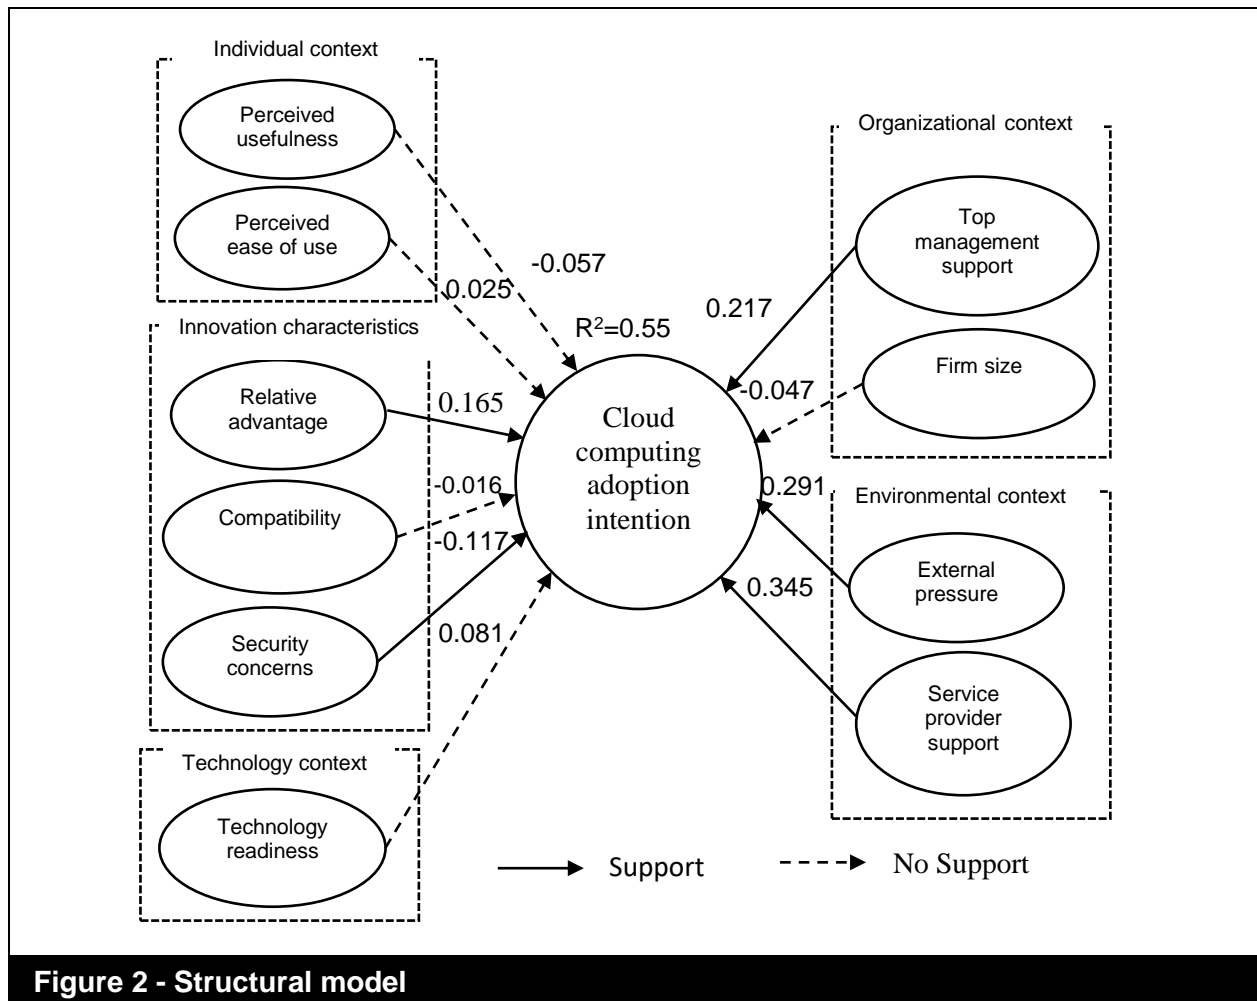 Individual context
Perceived
usefulness
Perceived
ease of use
-0.057
0.025
Innovation characteristics
Relative
advantage
0.165
Compatibility
-0.016
-0.117
Security
concerns
0.081
Technology context
Technology
readiness
R²=0.55
Cloud
computing
adoption
intention
Organizational context
Top
management
support
0.217
Firm size
-0.047
Environmental context
0.291
External
pressure
0.345
Service
provider
support
Support
No Support
Figure 2 - Structural model